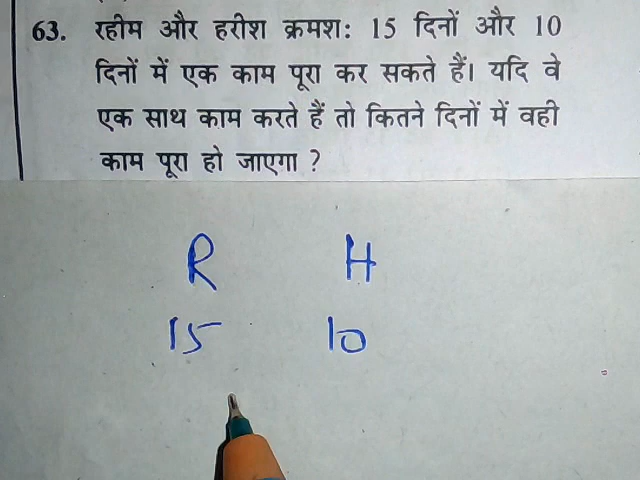 63. रहीम और हरीश क्रमश: 15 दिनों और 10
दिनों में एक काम पूरा कर सकते हैं। यदि वे
एक साथ काम करते हैं तो कितने दिनों में वही
काम पूरा हो जाएगा ?
R H
15 10